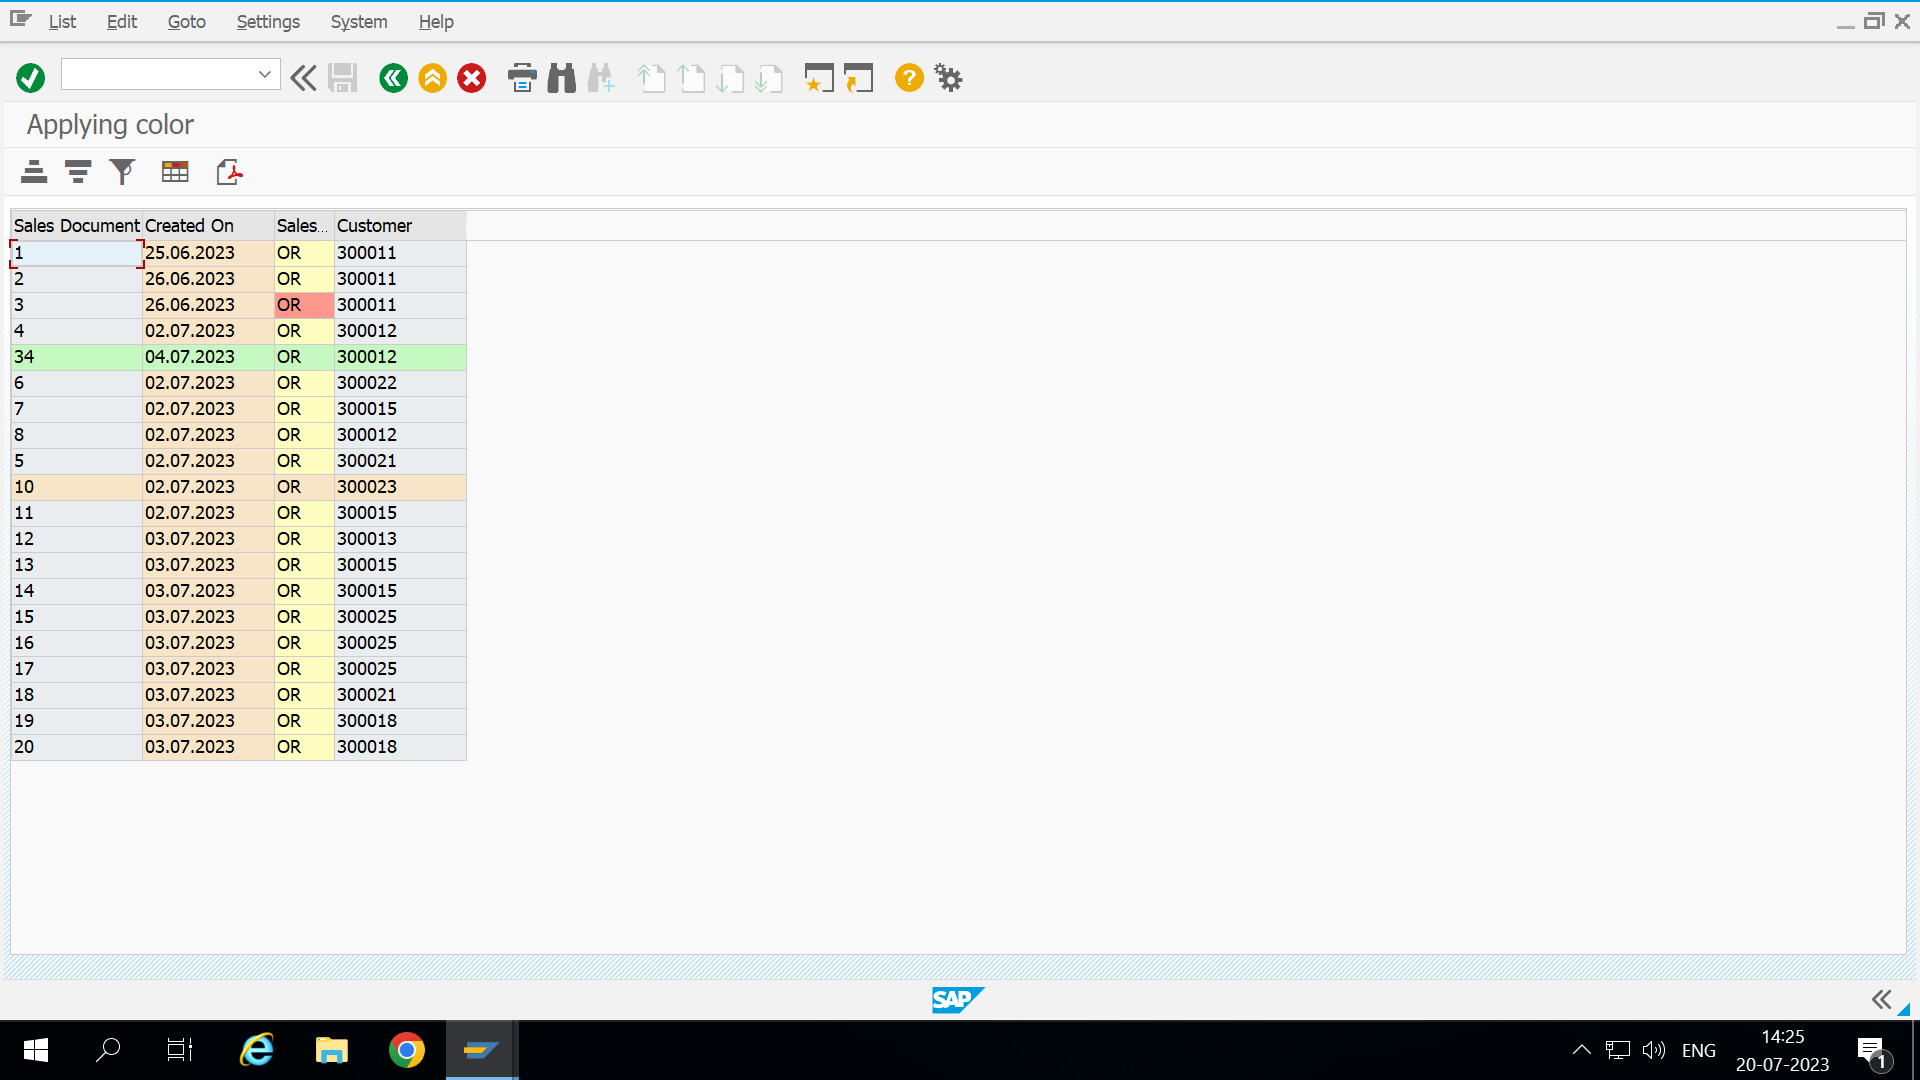 List Edit Goto Settings System Help
Applying color
Sales Document Created On Sales... Customer
1 25.06.2023 OR 300011
2 26.06.2023 OR 300011
3 26.06.2023 OR 300011
4 02.07.2023 OR 300012
34 04.07.2023 OR 300012
6 02.07.2023 OR 300022
7 02.07.2023 OR 300015
8 02.07.2023 OR 300012
5 02.07.2023 OR 300021
10 02.07.2023 OR 300023
11 02.07.2023 OR 300015
12 03.07.2023 OR 300013
13 03.07.2023 OR 300015
14 03.07.2023 OR 300015
15 03.07.2023 OR 300025
16 03.07.2023 OR 300025
17 03.07.2023 OR 300025
18 03.07.2023 OR 300021
19 03.07.2023 OR 300018
20 03.07.2023 OR 300018
SAP
ENG
14:25
20-07-2023
1